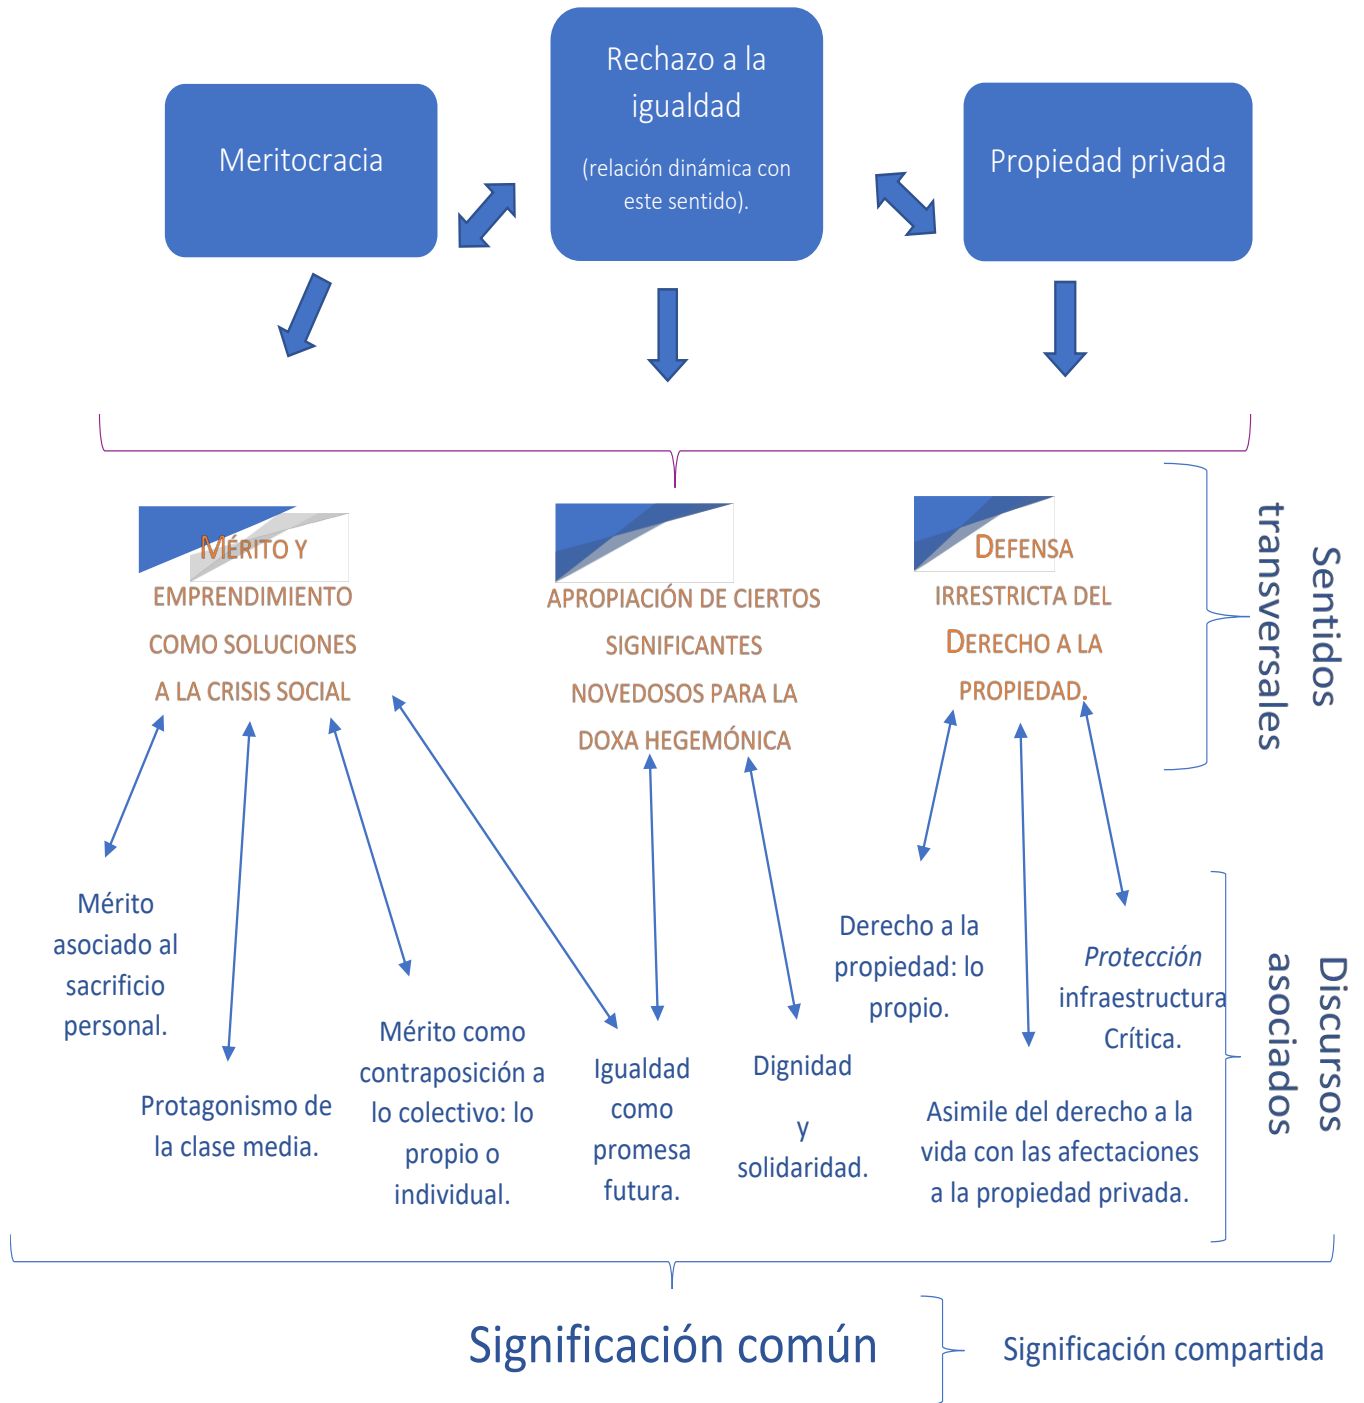 Rechazo a la
igualdad
(relación dinámica con
este sentido).
Meritocracia
Propiedad privada
MÉRITO Y
EMPRENDIMIENTO
COMO SOLUCIONES
A LA CRISIS SOCIAL
APROPIACIÓN DE CIERTOS
SIGNIFICANTES
NOVEDOSOS PARA LA
DOXA HEGEMÓNICA
DEFENSA
IRRESTRICTA DEL
DERECHO A LA
PROPIEDAD.
Sentidos
transversales
Mérito
asociado al
sacrificio
personal.
Protagonismo de
la clase media.
Mérito como
contraposición a
lo colectivo: lo
propio o
individual.
Igualdad
como
promesa
futura.
Dignidad
y
solidaridad.
Derecho a la
propiedad: lo
propio.
Asimile del derecho a la
vida con las afectaciones
a la propiedad privada.
Protección
infraestructura
Crítica.
Discursos
asociados
Significación común
Significación compartida